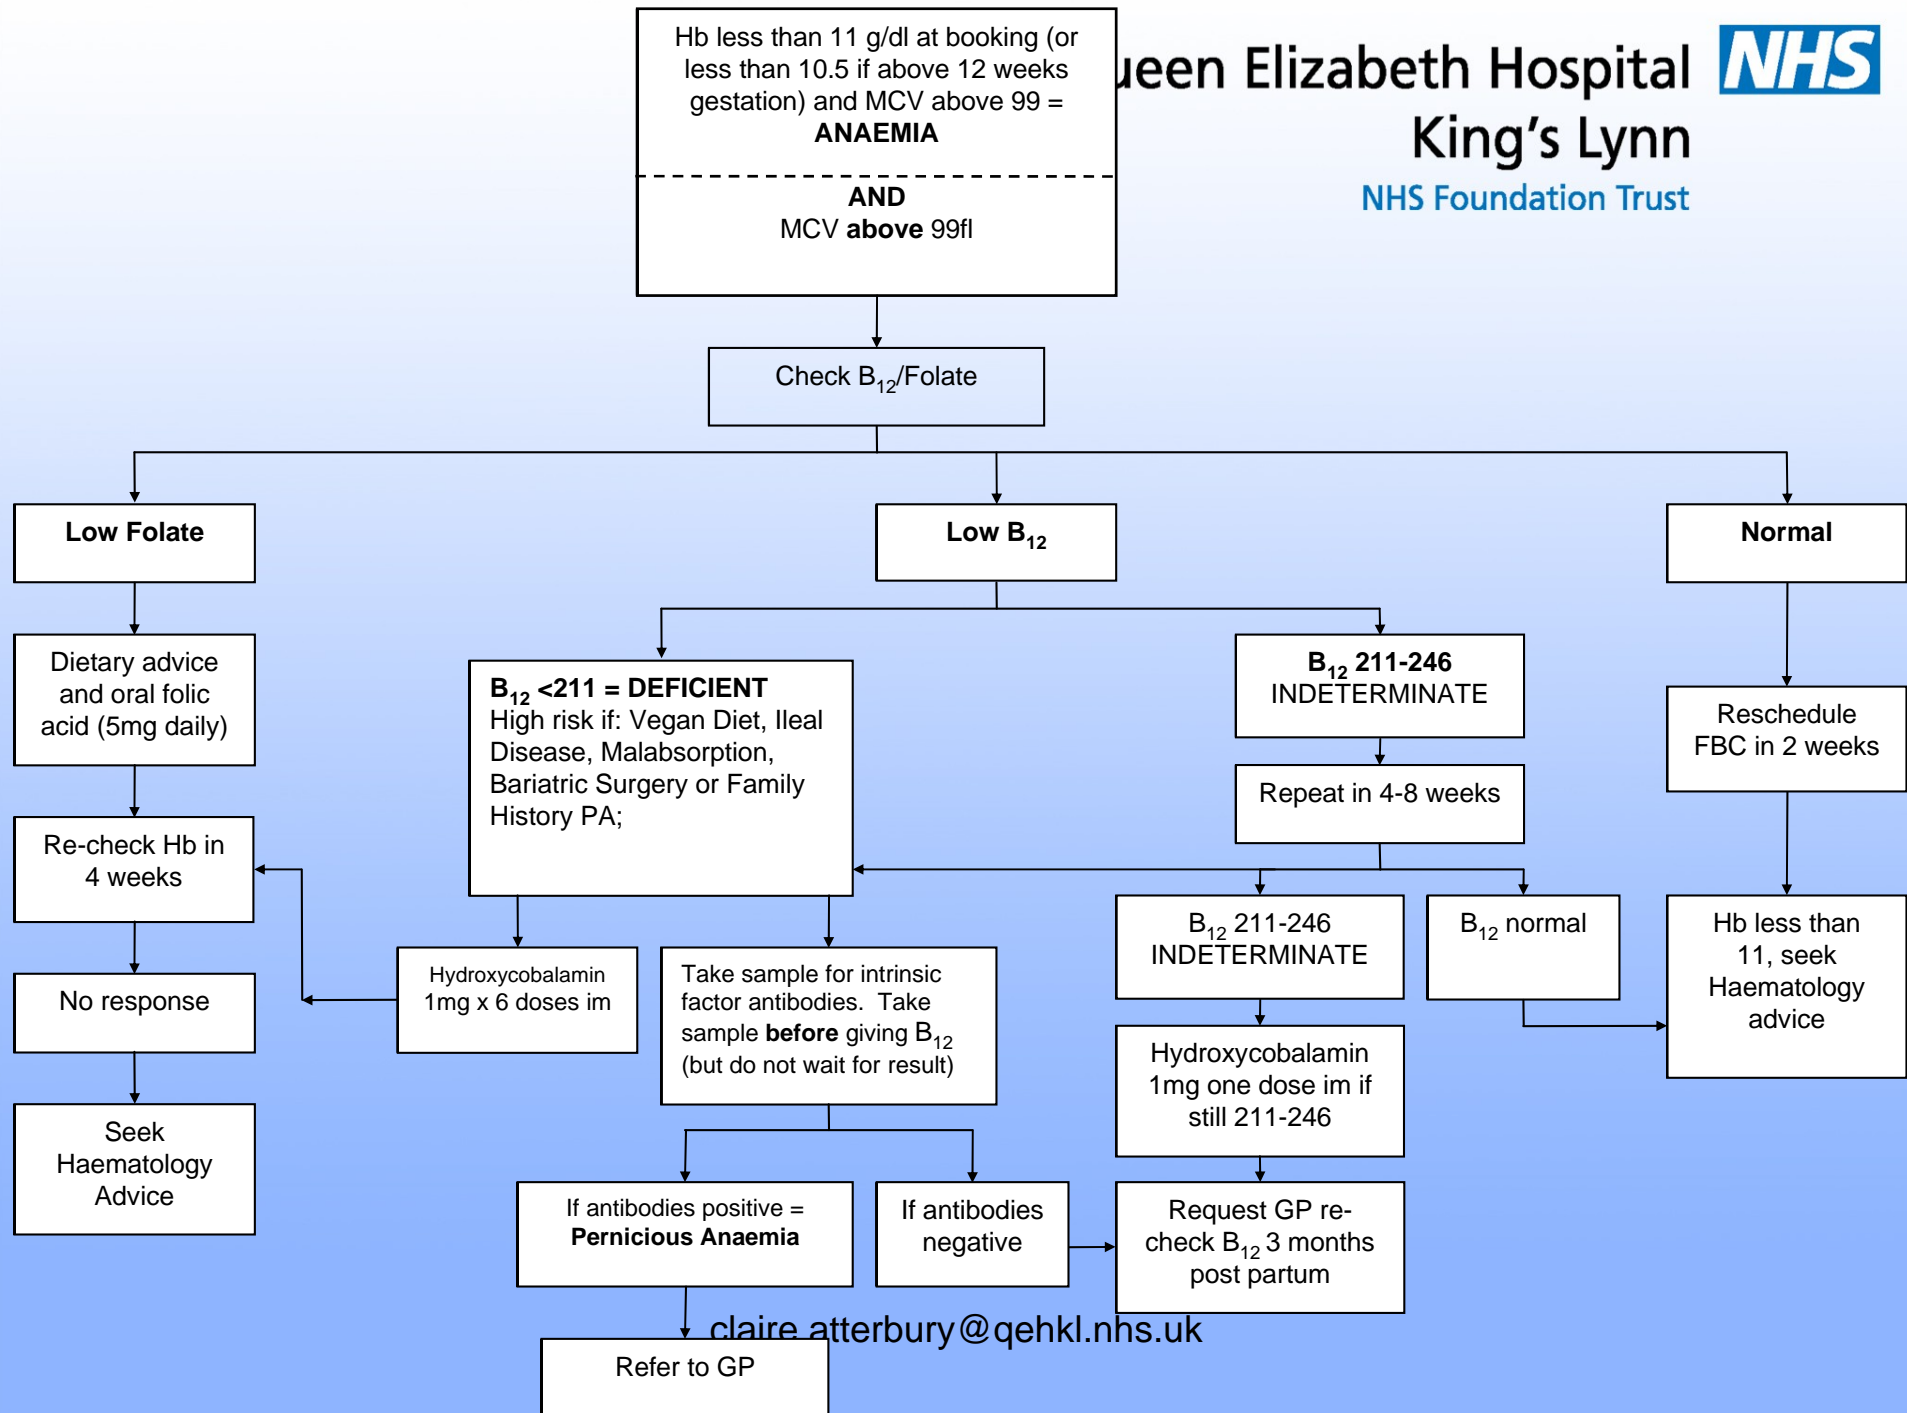 Hb less than 11 g/dl at booking (or
less than 10.5 if above 12 weeks
gestation) and MCV above 99 =
ANAEMIA
AND
MCV above 99fl
ueen Elizabeth Hospital NHS
King's Lynn
NHS Foundation Trust
Check B12/Folate
Low Folate
Low B12
Normal
Dietary advice
and oral folic
acid (5mg daily)
B12 <211 = DEFICIENT
High risk if: Vegan Diet, Ileal
Disease, Malabsorption,
Bariatric Surgery or Family
History PA;
B12 211-246
INDETERMINATE
Reschedule
FBC in 2 weeks
Repeat in 4-8 weeks
Re-check Hb in
4 weeks
B12 211-246
INDETERMINATE
B12 normal
Hb less than
11, seek
Haematology
advice
No response
Hydroxycobalamin
1mg x 6 doses im
Take sample for intrinsic
factor antibodies. Take
sample before giving B12
(but do not wait for result)
Hydroxycobalamin
1mg one dose im if
still 211-246
Seek
Haematology
Advice
If antibodies positive =
Pernicious Anaemia
If antibodies
negative
Request GP re-
check B12 3 months
post partum
claire.atterbury@qehkl.nhs.uk
Refer to GP